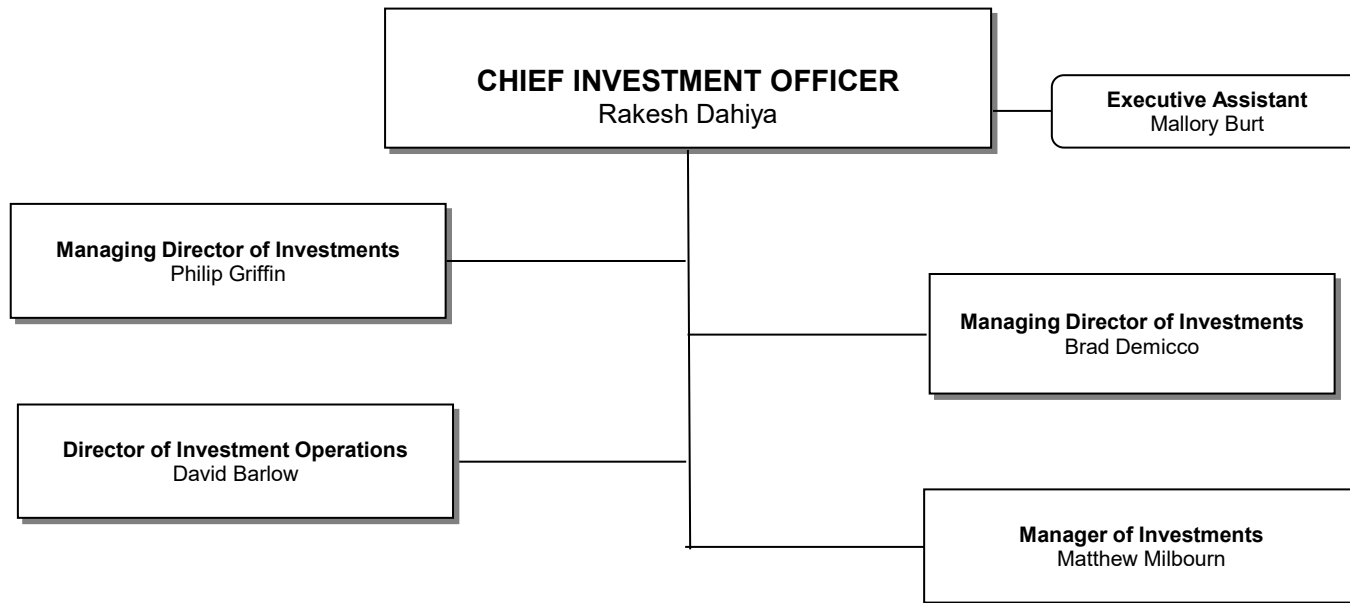 CHIEF INVESTMENT OFFICER
Rakesh Dahiya
Executive Assistant
Mallory Burt
Managing Director of Investments
Philip Griffin
Managing Director of Investments
Brad Demicco
Director of Investment Operations
David Barlow
Manager of Investments
Matthew Milbourn